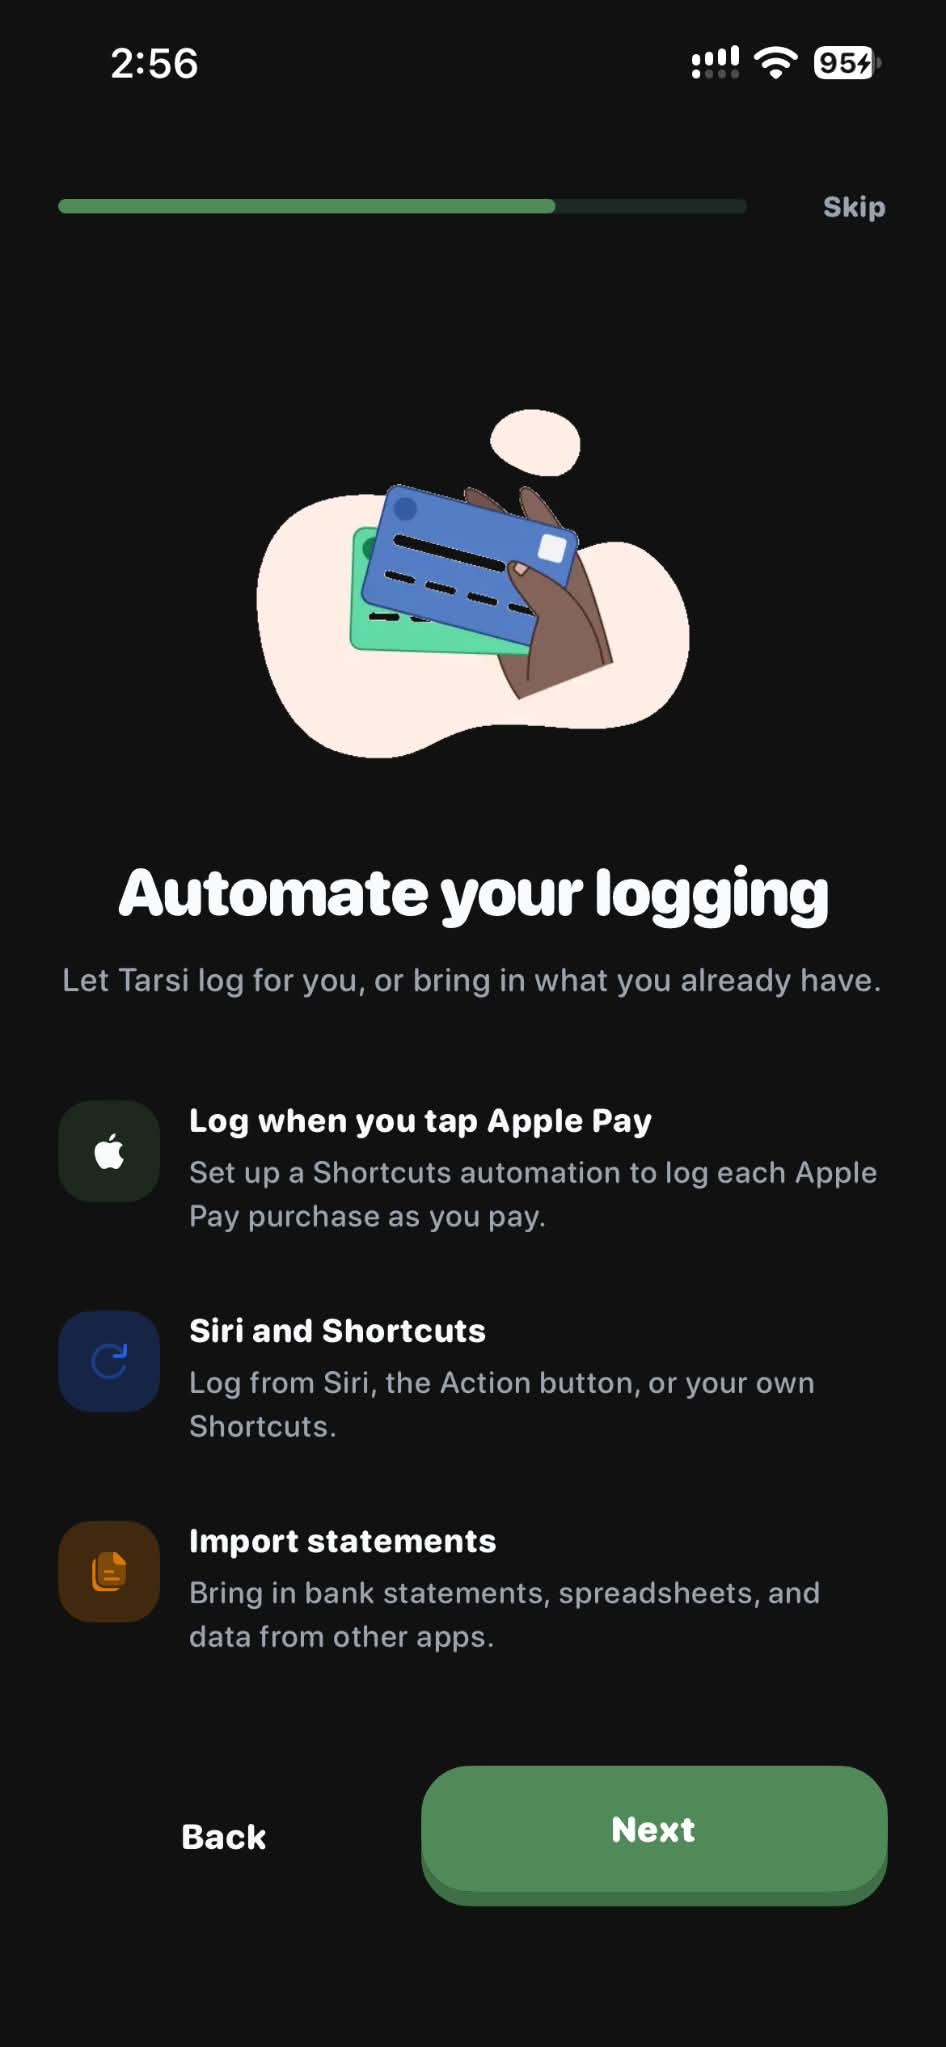 2:56
95
Skip
Automate your logging
Let Tarsi log for you, or bring in what you already have.
Log when you tap Apple Pay
Set up a Shortcuts automation to log each Apple
Pay purchase as you pay.
Siri and Shortcuts
Log from Siri, the Action button, or your own
Shortcuts.
Import statements
Bring in bank statements, spreadsheets, and
data from other apps.
Back
Next